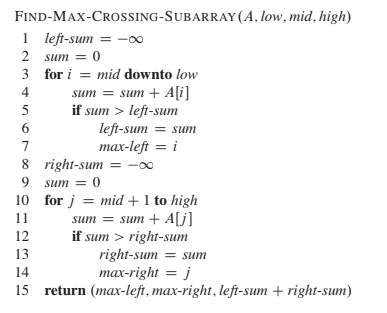 FIND-MAX-CROSSING-SUBARRAY(A, low, mid, high)
1 left-sum = -∞
2 sum = 0
3 for i = mid downto low
4 sum = sum + A[i]
5 if sum > left-sum
6 left-sum = sum
7 max-left = i
8 right-sum = -∞
9 sum = 0
10 for j = mid + 1 to high
11 sum = sum + A[j]
12 if sum > right-sum
13 right-sum = sum
14 max-right = j
15 return (max-left, max-right, left-sum + right-sum)